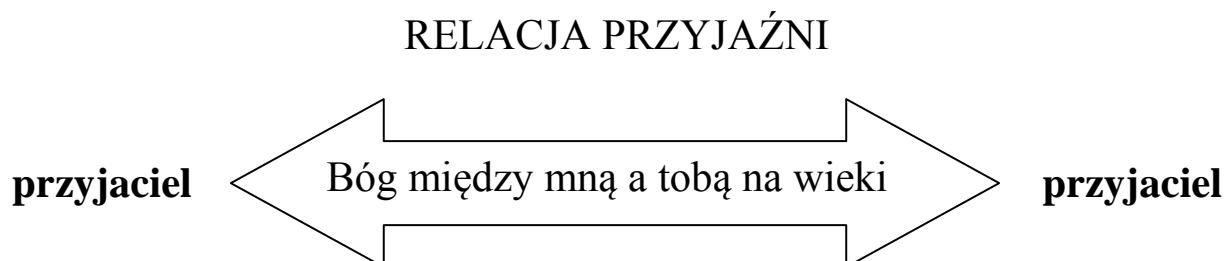 RELACJA PRZYJAŹNI
przyjaciel Bóg między mną a tobą na wieki przyjaciel